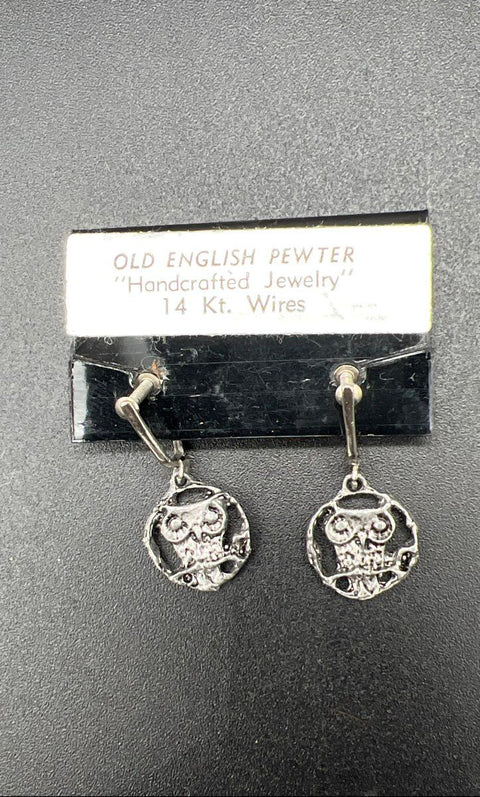 OLD ENGLISH PEWTER
"Handcrafted Jewelry"
14 Kt. Wires